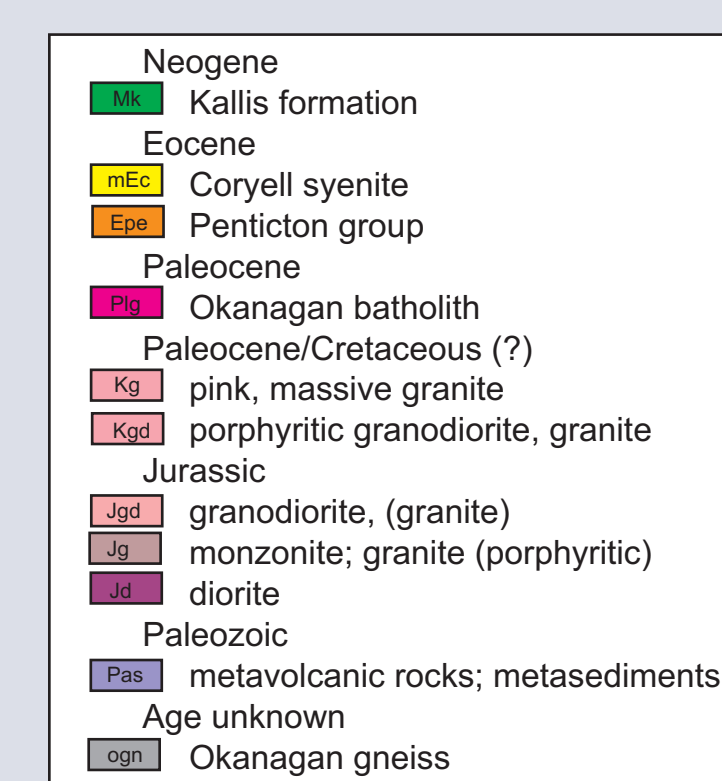 Neogene
Mk Kallis formation
Eocene
mEc Coryell syenite
Epe Penticton group
Paleocene
Plg Okanagan batholith
Paleocene/Cretaceous (?)
Kg pink, massive granite
Kgd porphyritic granodiorite, granite
Jurassic
Jgd granodiorite, (granite)
Jg monzonite; granite (porphyritic)
Jd diorite
Paleozoic
Pas metavolcanic rocks; metasediments
Age unknown
ogn Okanagan gneiss